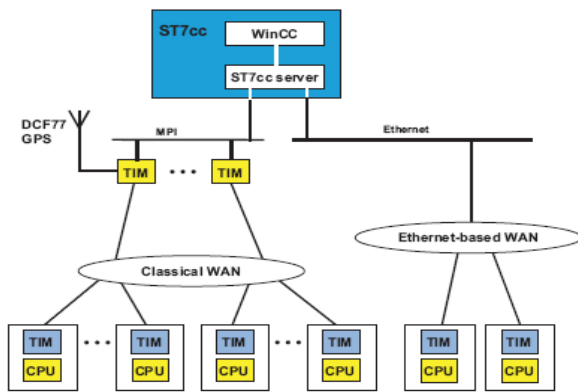 ST7cc
WinCC
ST7cc server
DCF77
GPS
MPI
Ethernet
TIM
• • •
TIM
Classical WAN
Ethernet-based WAN
TIM
• • •
TIM
TIM
• • •
TIM
TIM
TIM
CPU
CPU
CPU
CPU
CPU
CPU